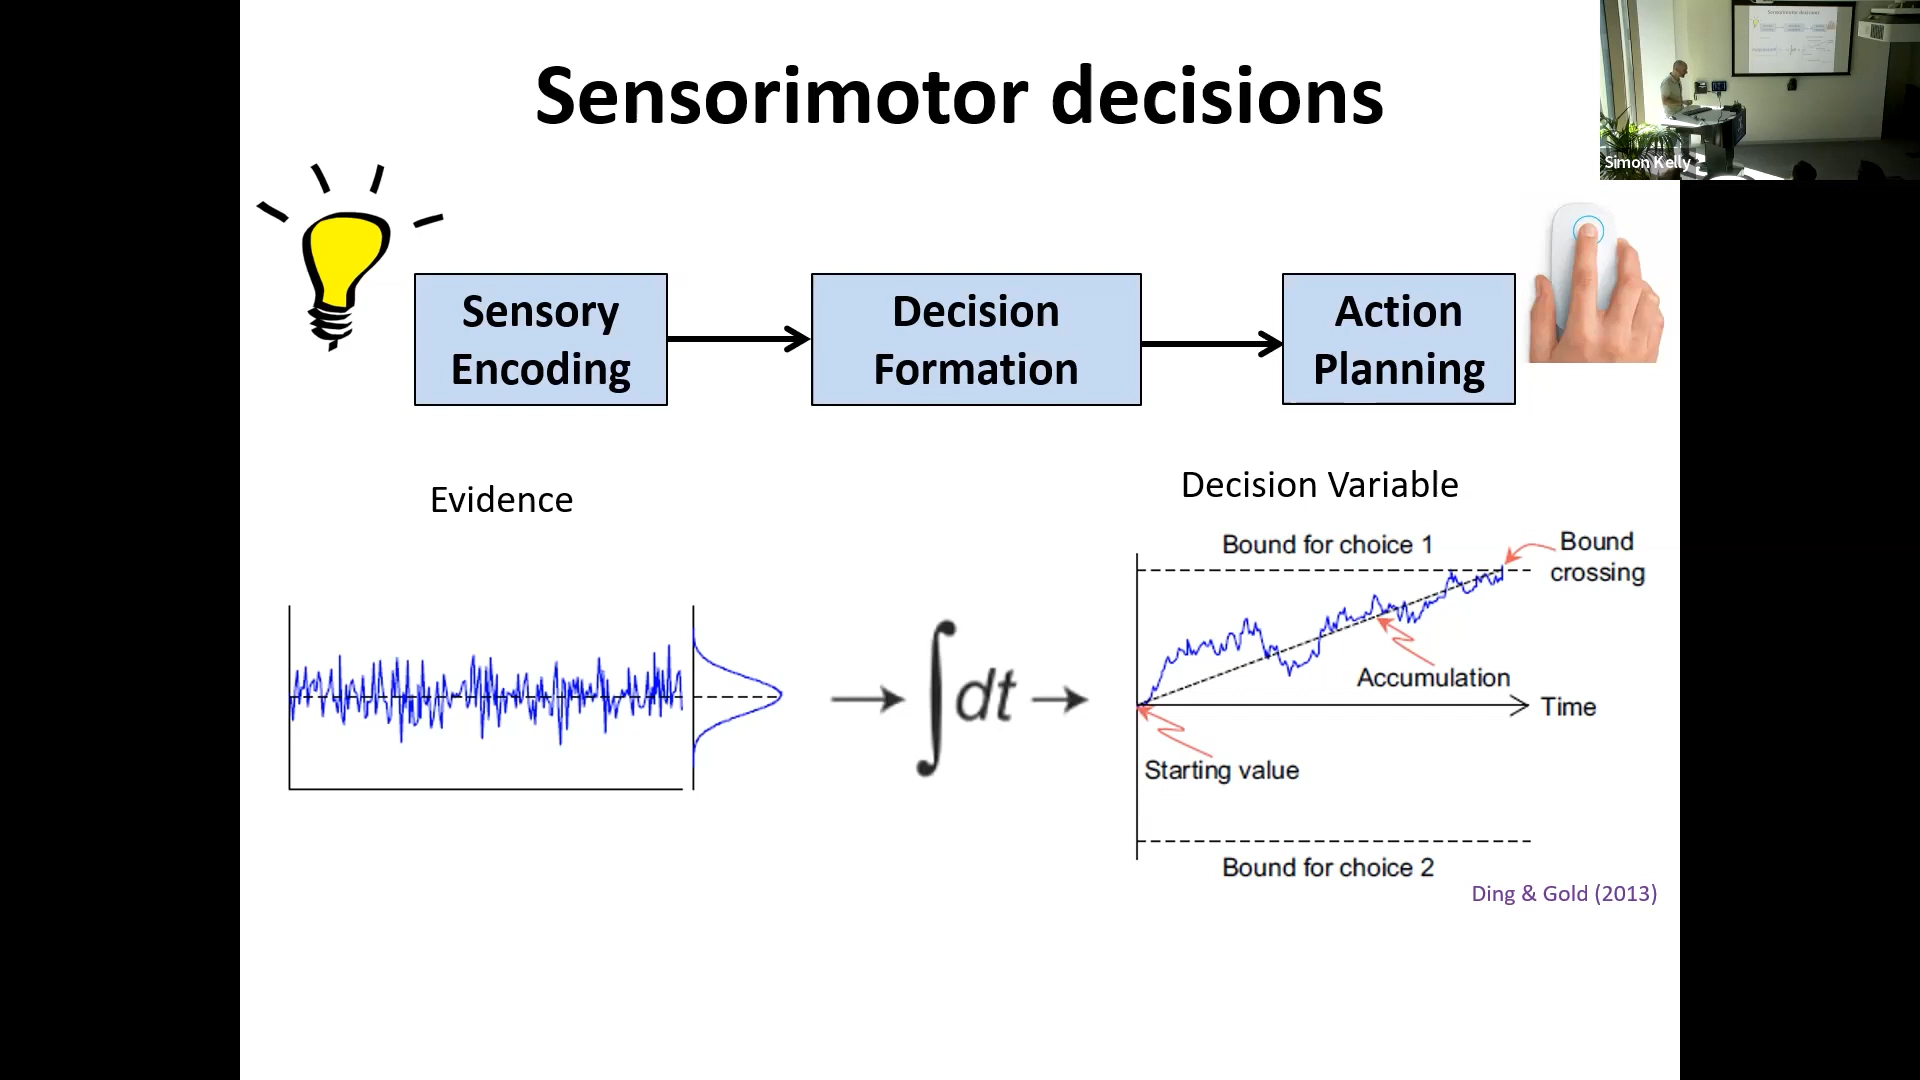 Sensorimotor decisions
Simon Kelly
Sensory
Encoding
Decision
Formation
Action
Planning
Evidence
Decision Variable
Bound for choice 1
Bound
crossing
Accumulation
Time
Starting value
∫dt
Bound for choice 2
Ding & Gold (2013)